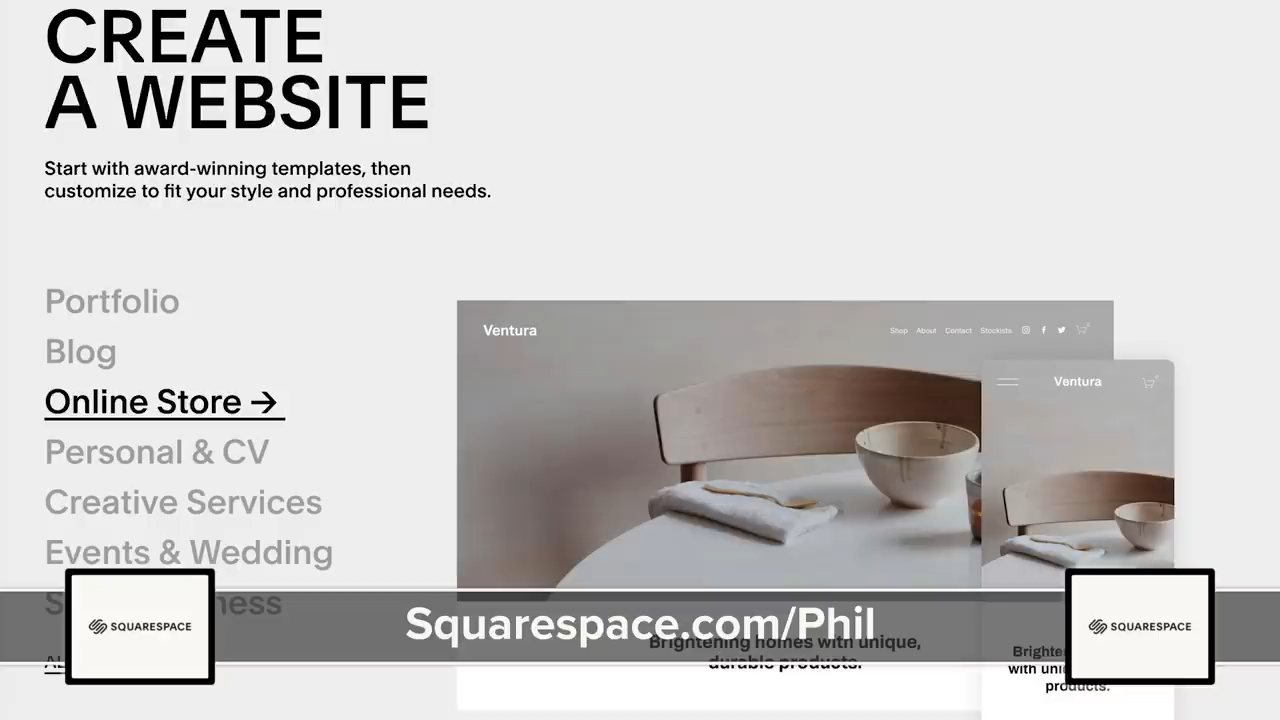 CREATE
A WEBSITE
Start with award-winning templates, then
customize to fit your style and professional needs.
Portfolio
Blog
Online Store →
Personal & CV
Creative Services
Events & Wedding
Ventura
Shop About Contact Stockists
Ventura
SQUARESPACE
Squarespace.com/Phil
SQUARESPACE
Brightening homes with unique,
durable products.
with
products.